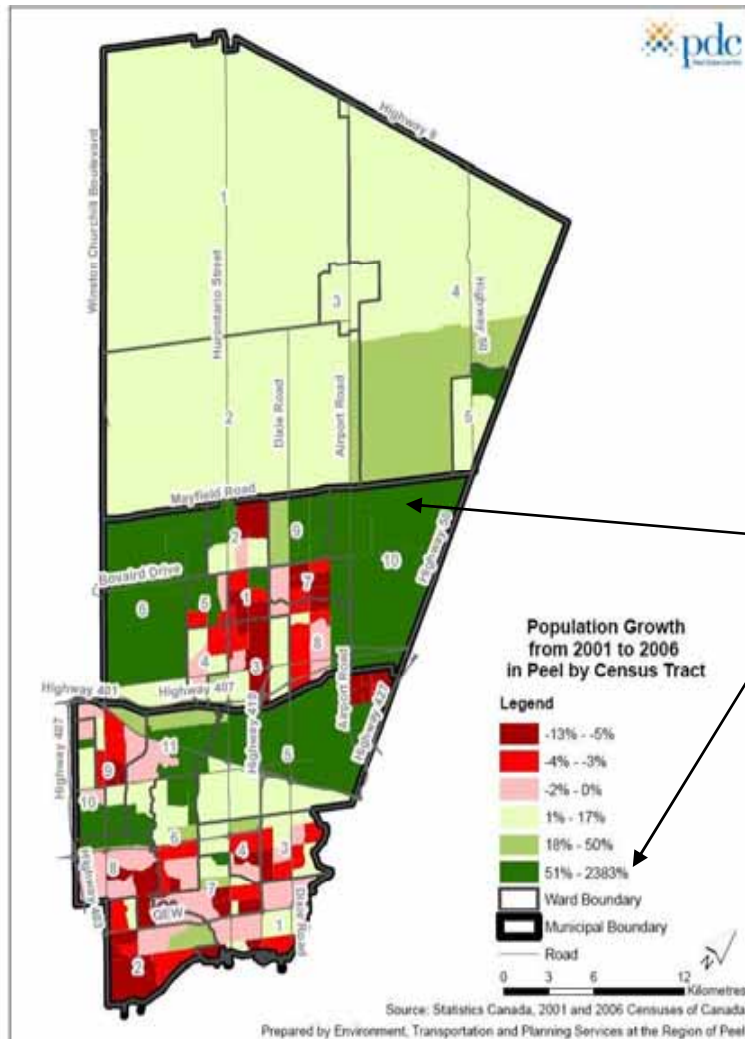 pdc
Highway 9
Winston Churchill Boulevard
1
Hurontario Street
3
4
Highway 50
Dixie Road
Airport Road
2
5
Mayfield Road
2
9
10
Highway 50
Bovaird Drive
6
5
1
7
4
3
8
Airport Road
Highway 401
Highway 407
Highway 410
Highway 427
Highway 407
11
5
9
10
6
8
4
3
7
Highway 403
QEW
1
Dixie Road
2
Population Growth
from 2001 to 2006
in Peel by Census Tract
Legend
-13% - -5%
-4% - -3%
-2% - 0%
1% - 17%
18% - 50%
51% - 2383%
Ward Boundary
Municipal Boundary
Road
N
0 3 6 12
Kilometres
Source: Statistics Canada, 2001 and 2006 Censuses of Canada
Prepared by Environment, Transportation and Planning Services at the Region of Peel